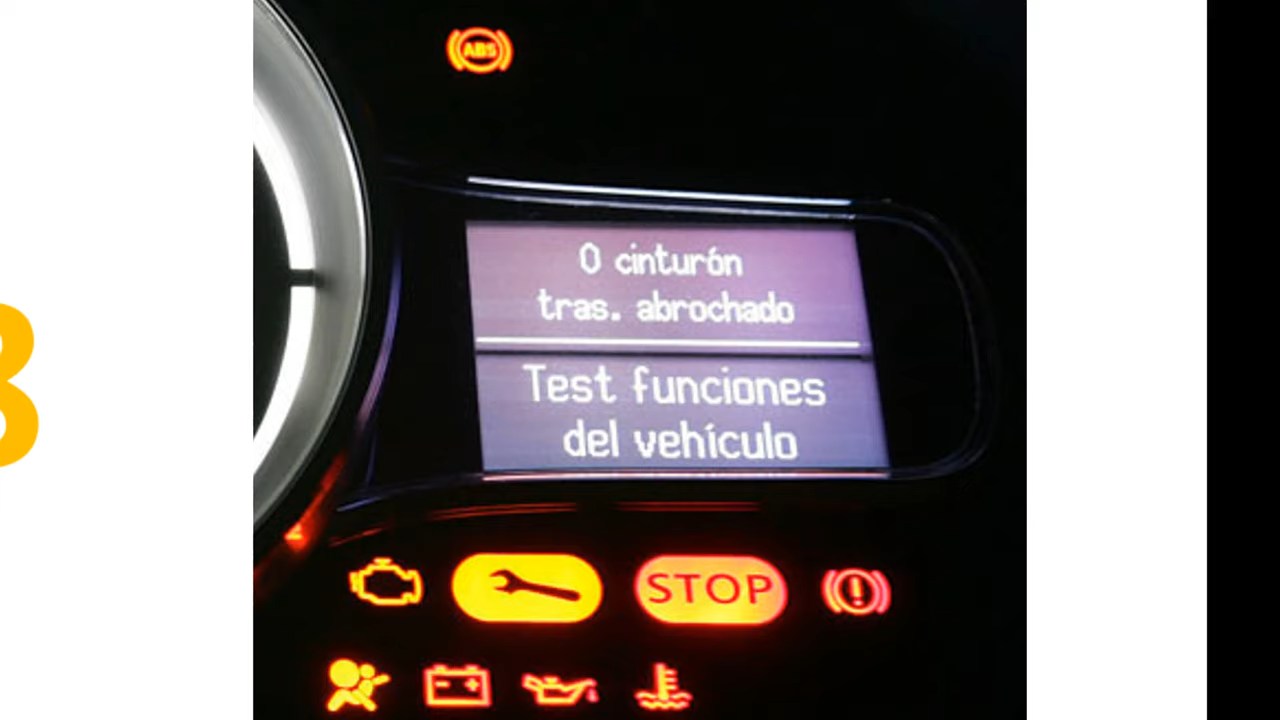 ABS
0 cinturón
tras. abrochado
Test funciones
del vehículo
STOP